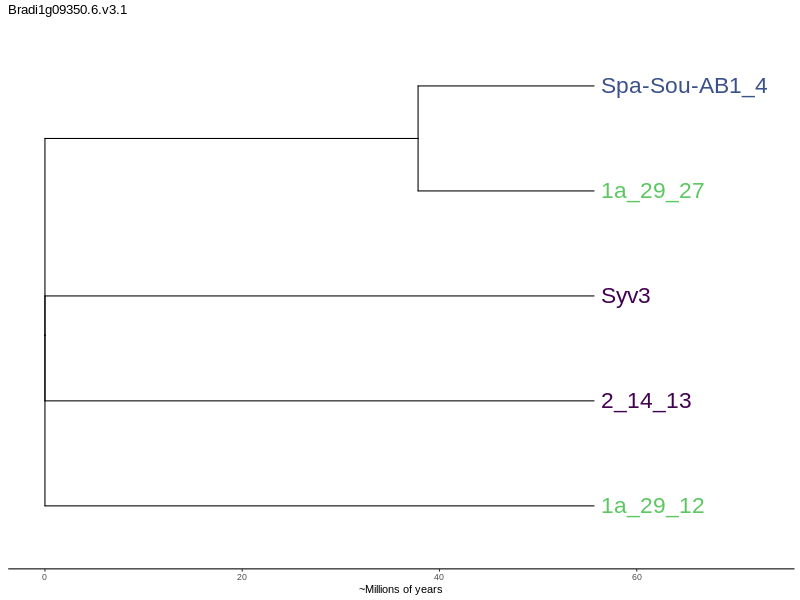 Bradi1g09350.6.v3.1
Spa-Sou-AB1_4
1a_29_27
Syv3
2_14_13
1a_29_12
0 20 40 60
~Millions of years